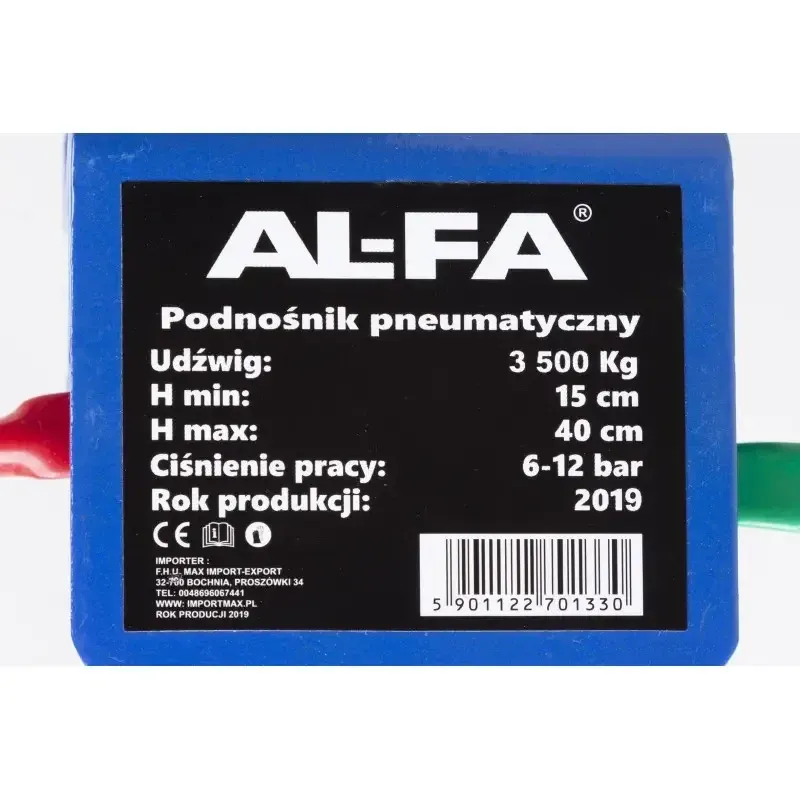 AL-FA®
Podnośnik pneumatyczny
Udźwig: 3 500 Kg
H min: 15 cm
H max: 40 cm
Ciśnienie pracy: 6-12 bar
Rok produkcji: 2019
CE
IMPORTER :
F.H.U. MAX IMPORT-EXPORT
32-700 BOCHNIA, PROSZÓWKI 34
TEL: 0048696067441
WWW: IMPORTMAX.PL
ROK PRODUCJI 2019
5 901122 701330